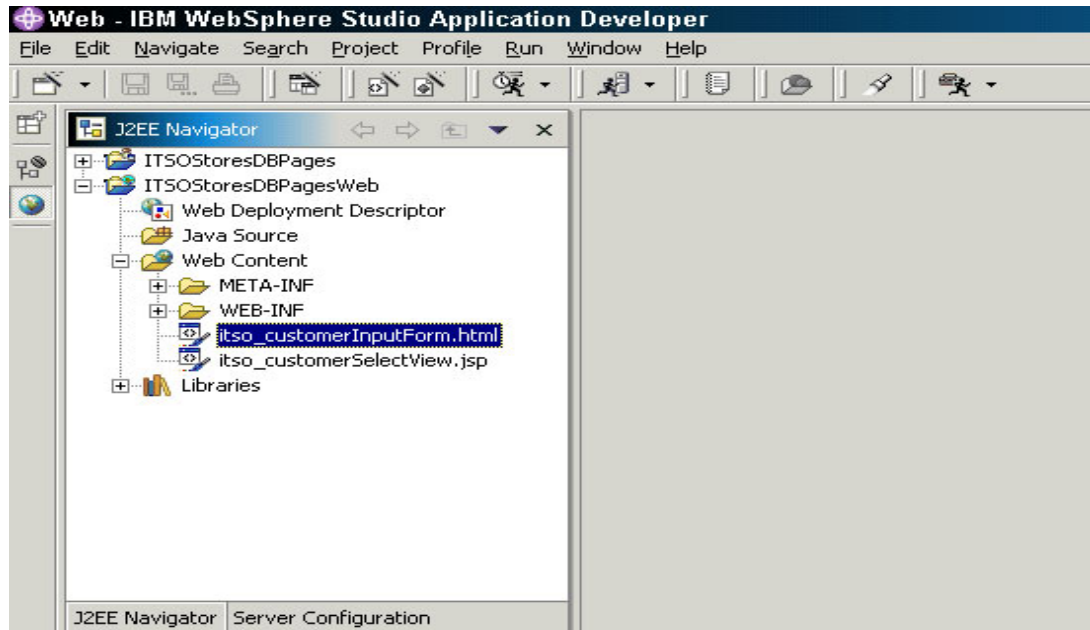 Web - IBM WebSphere Studio Application Developer
File Edit Navigate Search Project Profile Run Window Help
J2EE Navigator
ITSOStoresDBPages
ITSOStoresDBPagesWeb
Web Deployment Descriptor
Java Source
Web Content
META-INF
WEB-INF
itso_customerInputForm.html
itso_customerSelectView.jsp
Libraries
J2EE Navigator Server Configuration